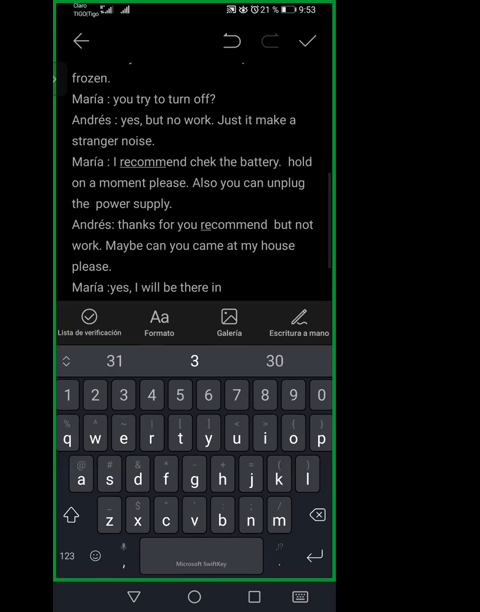 Claro
TIGO|Tigo
21 %
9:53
frozen.
María : you try to turn off?
Andrés : yes, but no work. Just it make a
stranger noise.
María : I recommend chek the battery. hold
on a moment please. Also you can unplug
the power supply.
Andrés: thanks for you recommend but not
work. Maybe can you came at my house
please.
María :yes, I will be there in
Lista de verificación
Aa
Formato
Galería
Escritura a mano
31 3 30
1 2 3 4 5 6 7 8 9 0
% ^ ~ | [ ] < > { }
q w e r t y u i o p
@ # & * - + = ( )
a s d f g h j k l
_ $ " ' : ; /
z x c v b n m
123 , Microsoft SwiftKey .
,!?